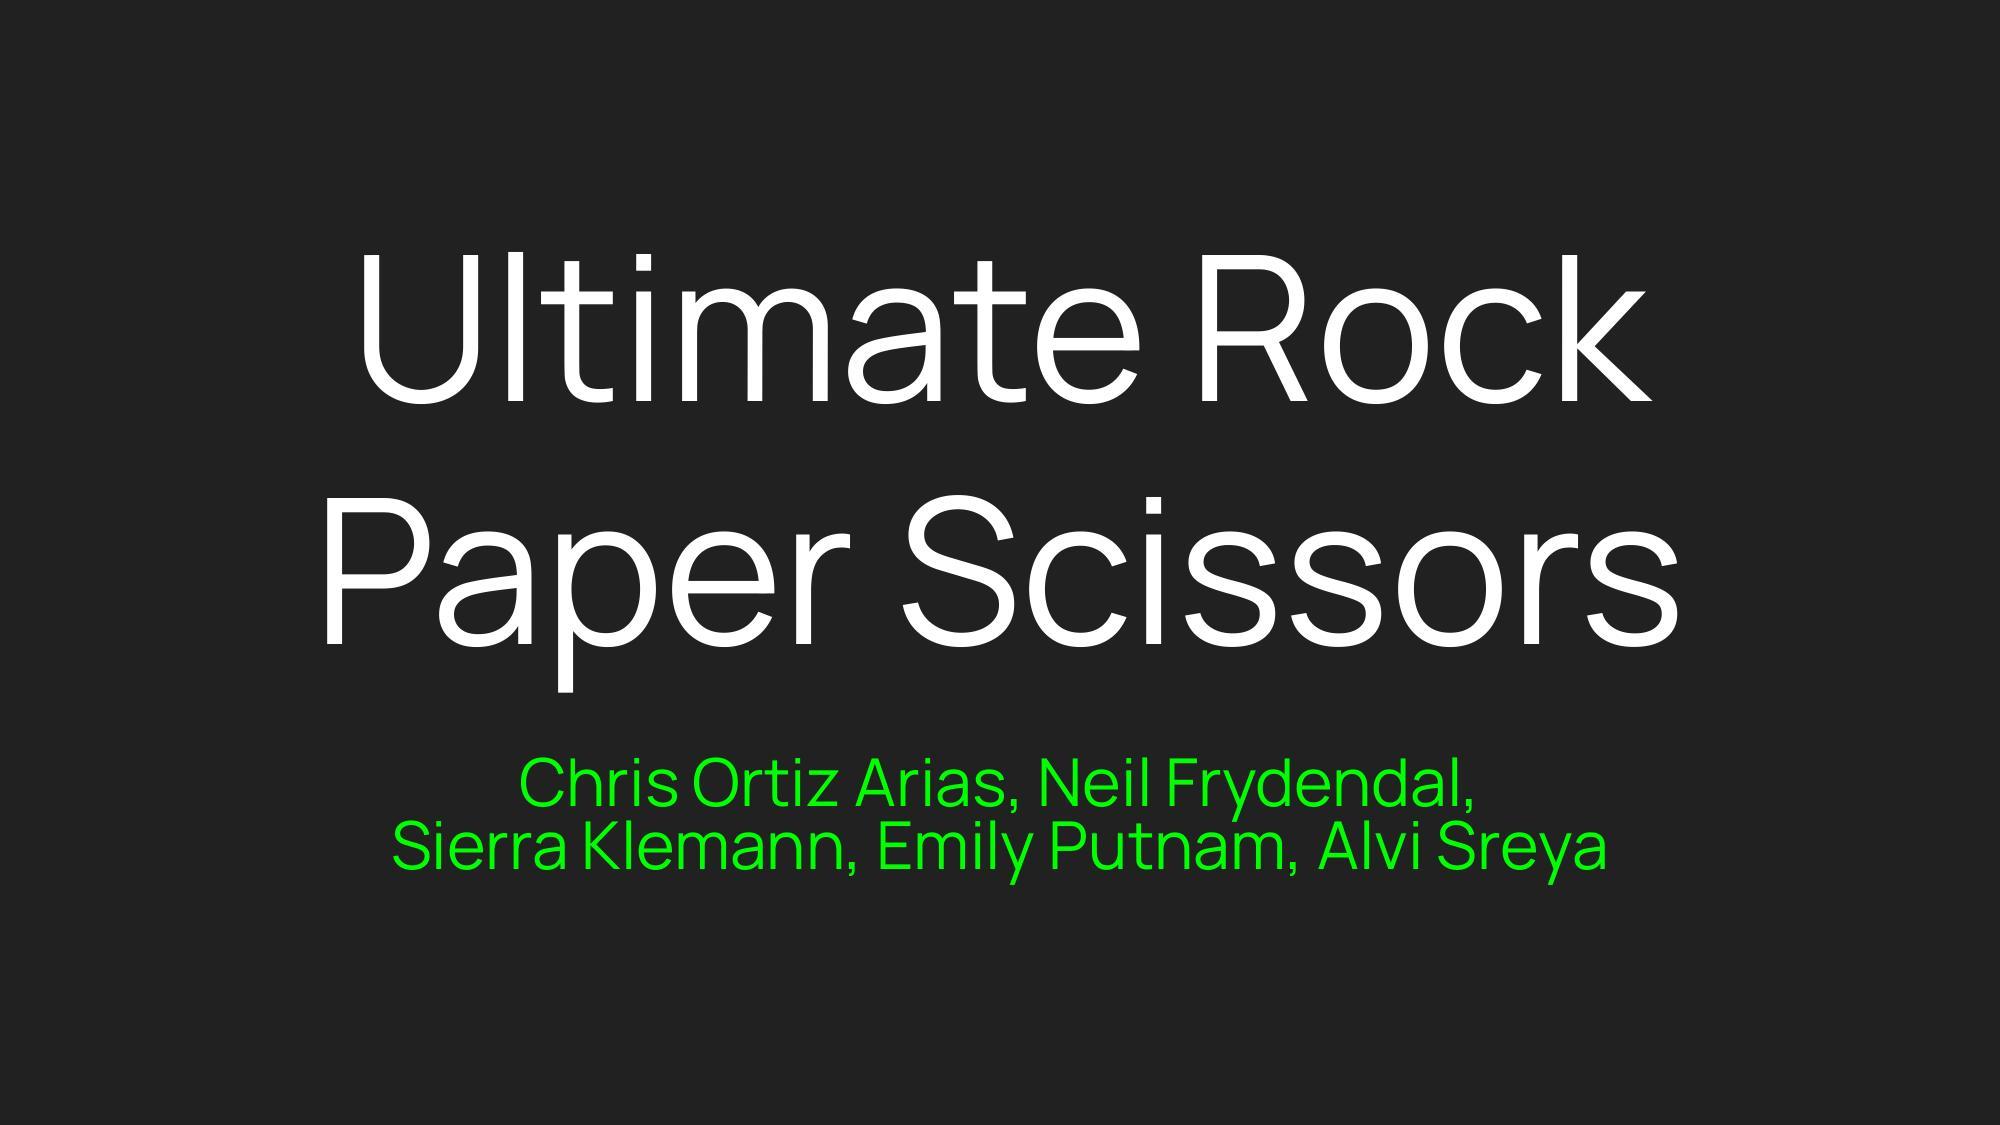 Ultimate Rock
Paper Scissors
Chris Ortiz Arias, Neil Frydendal,
Sierra Klemann, Emily Putnam, Alvi Sreya